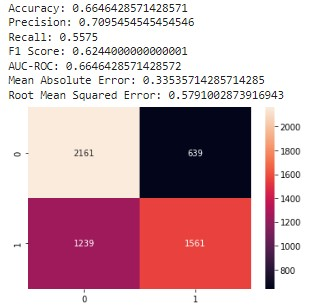 Accuracy: 0.6646428571428571
Precision: 0.7095454545454546
Recall: 0.5575
F1 Score: 0.6244000000000001
AUC-ROC: 0.6646428571428572
Mean Absolute Error: 0.33535714285714285
Root Mean Squared Error: 0.5791002873916943
0
2161
639
1
1239
1561
0
1
2000
1800
1600
1400
1200
1000
800